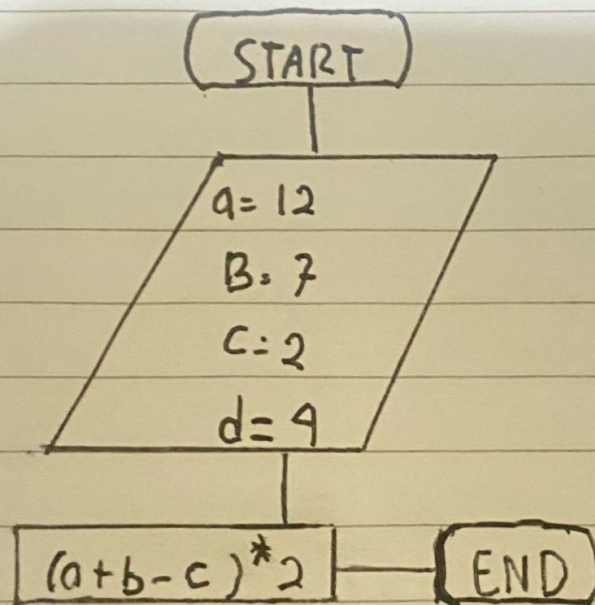 START
a= 12
B= 7
C= 2
d= 4
(a+b-c)*2
END